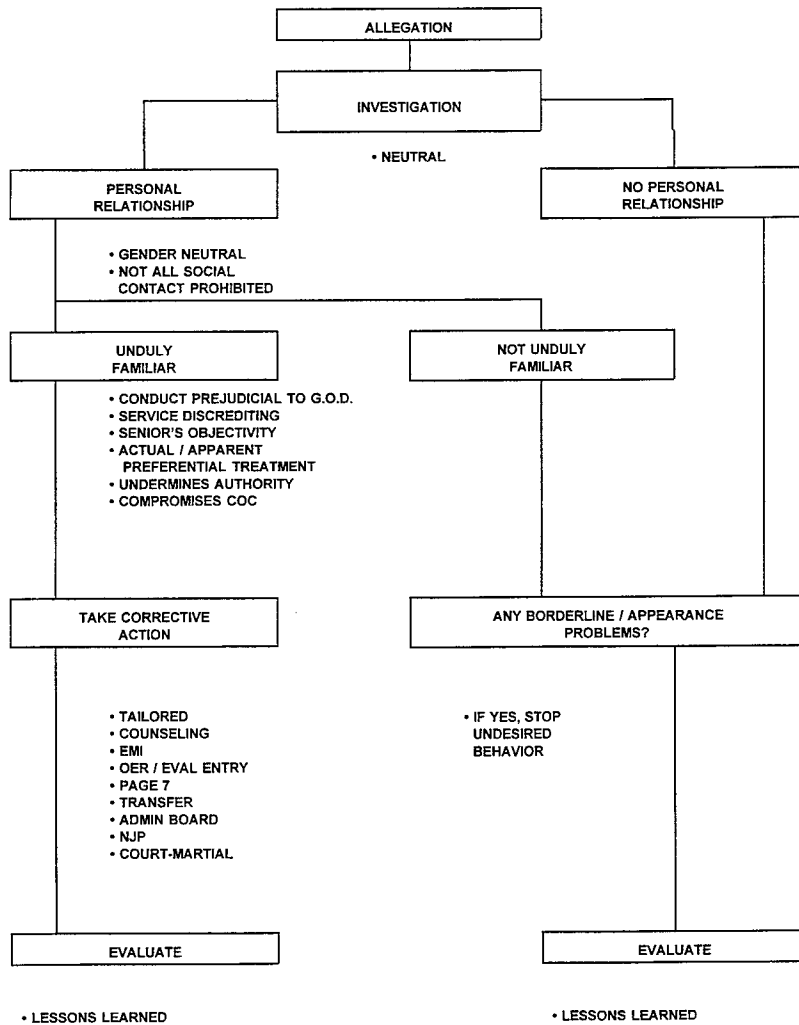 ALLEGATION
INVESTIGATION
• NEUTRAL
PERSONAL
RELATIONSHIP
NO PERSONAL
RELATIONSHIP
• GENDER NEUTRAL
• NOT ALL SOCIAL
CONTACT PROHIBITED
UNDULY
FAMILIAR
NOT UNDULY
FAMILIAR
• CONDUCT PREJUDICIAL TO G.O.D.
• SERVICE DISCREDITING
• SENIOR'S OBJECTIVITY
• ACTUAL / APPARENT
PREFERENTIAL TREATMENT
• UNDERMINES AUTHORITY
• COMPROMISES COC
TAKE CORRECTIVE
ACTION
ANY BORDERLINE / APPEARANCE
PROBLEMS?
• TAILORED
• COUNSELING
• EMI
• OER / EVAL ENTRY
• PAGE 7
• TRANSFER
• ADMIN BOARD
• NJP
• COURT-MARTIAL
• IF YES, STOP
UNDESIRED
BEHAVIOR
EVALUATE
EVALUATE
• LESSONS LEARNED
• LESSONS LEARNED